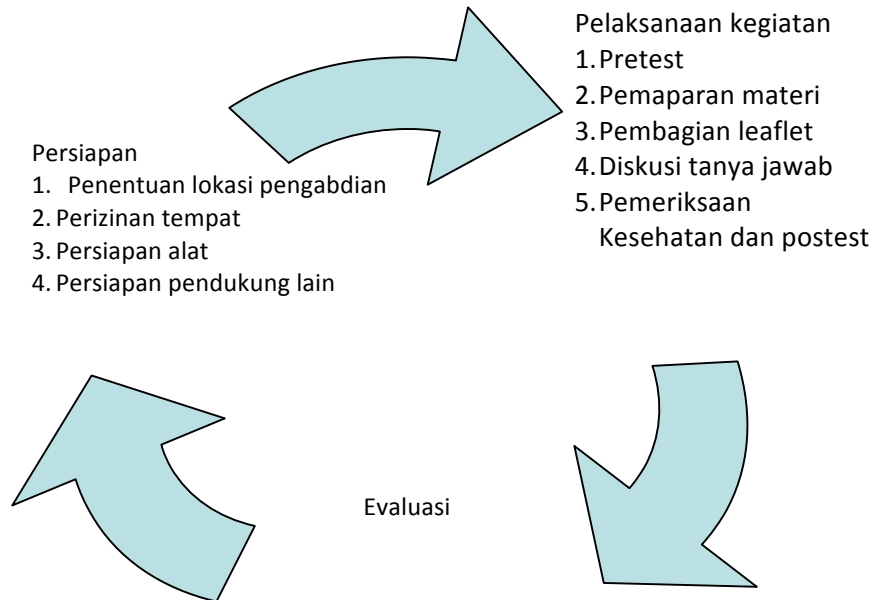 Persiapan
1. Penentuan lokasi pengabdian
2. Perizinan tempat
3. Persiapan alat
4. Persiapan pendukung lain
Pelaksanaan kegiatan
1. Pretest
2. Pemaparan materi
3. Pembagian leaflet
4. Diskusi tanya jawab
5. Pemeriksaan
Kesehatan dan postest
Evaluasi